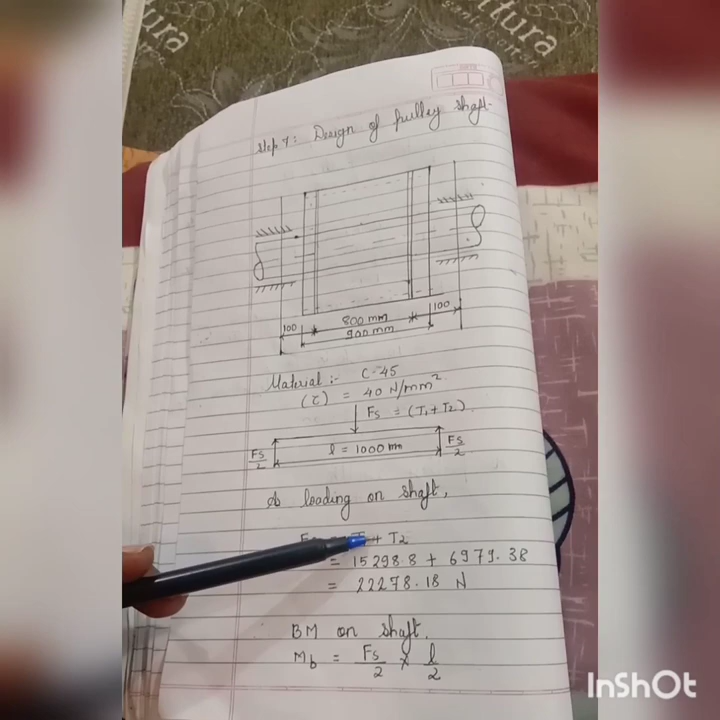 itura
DATE
Step 7: Design of pulley shaft-
100
800 mm
100
900 mm
Material :- C-45
(τ) = 40 N/mm²
Fs = (T₁+T₂)
Fs/2
l = 1000 mm
Fs/2
loading on shaft,
+ T2
= 15298.8 + 6979.38
= 22278.18 N
BM on shaft.
Mb = Fs/2 × l/2
InShOt